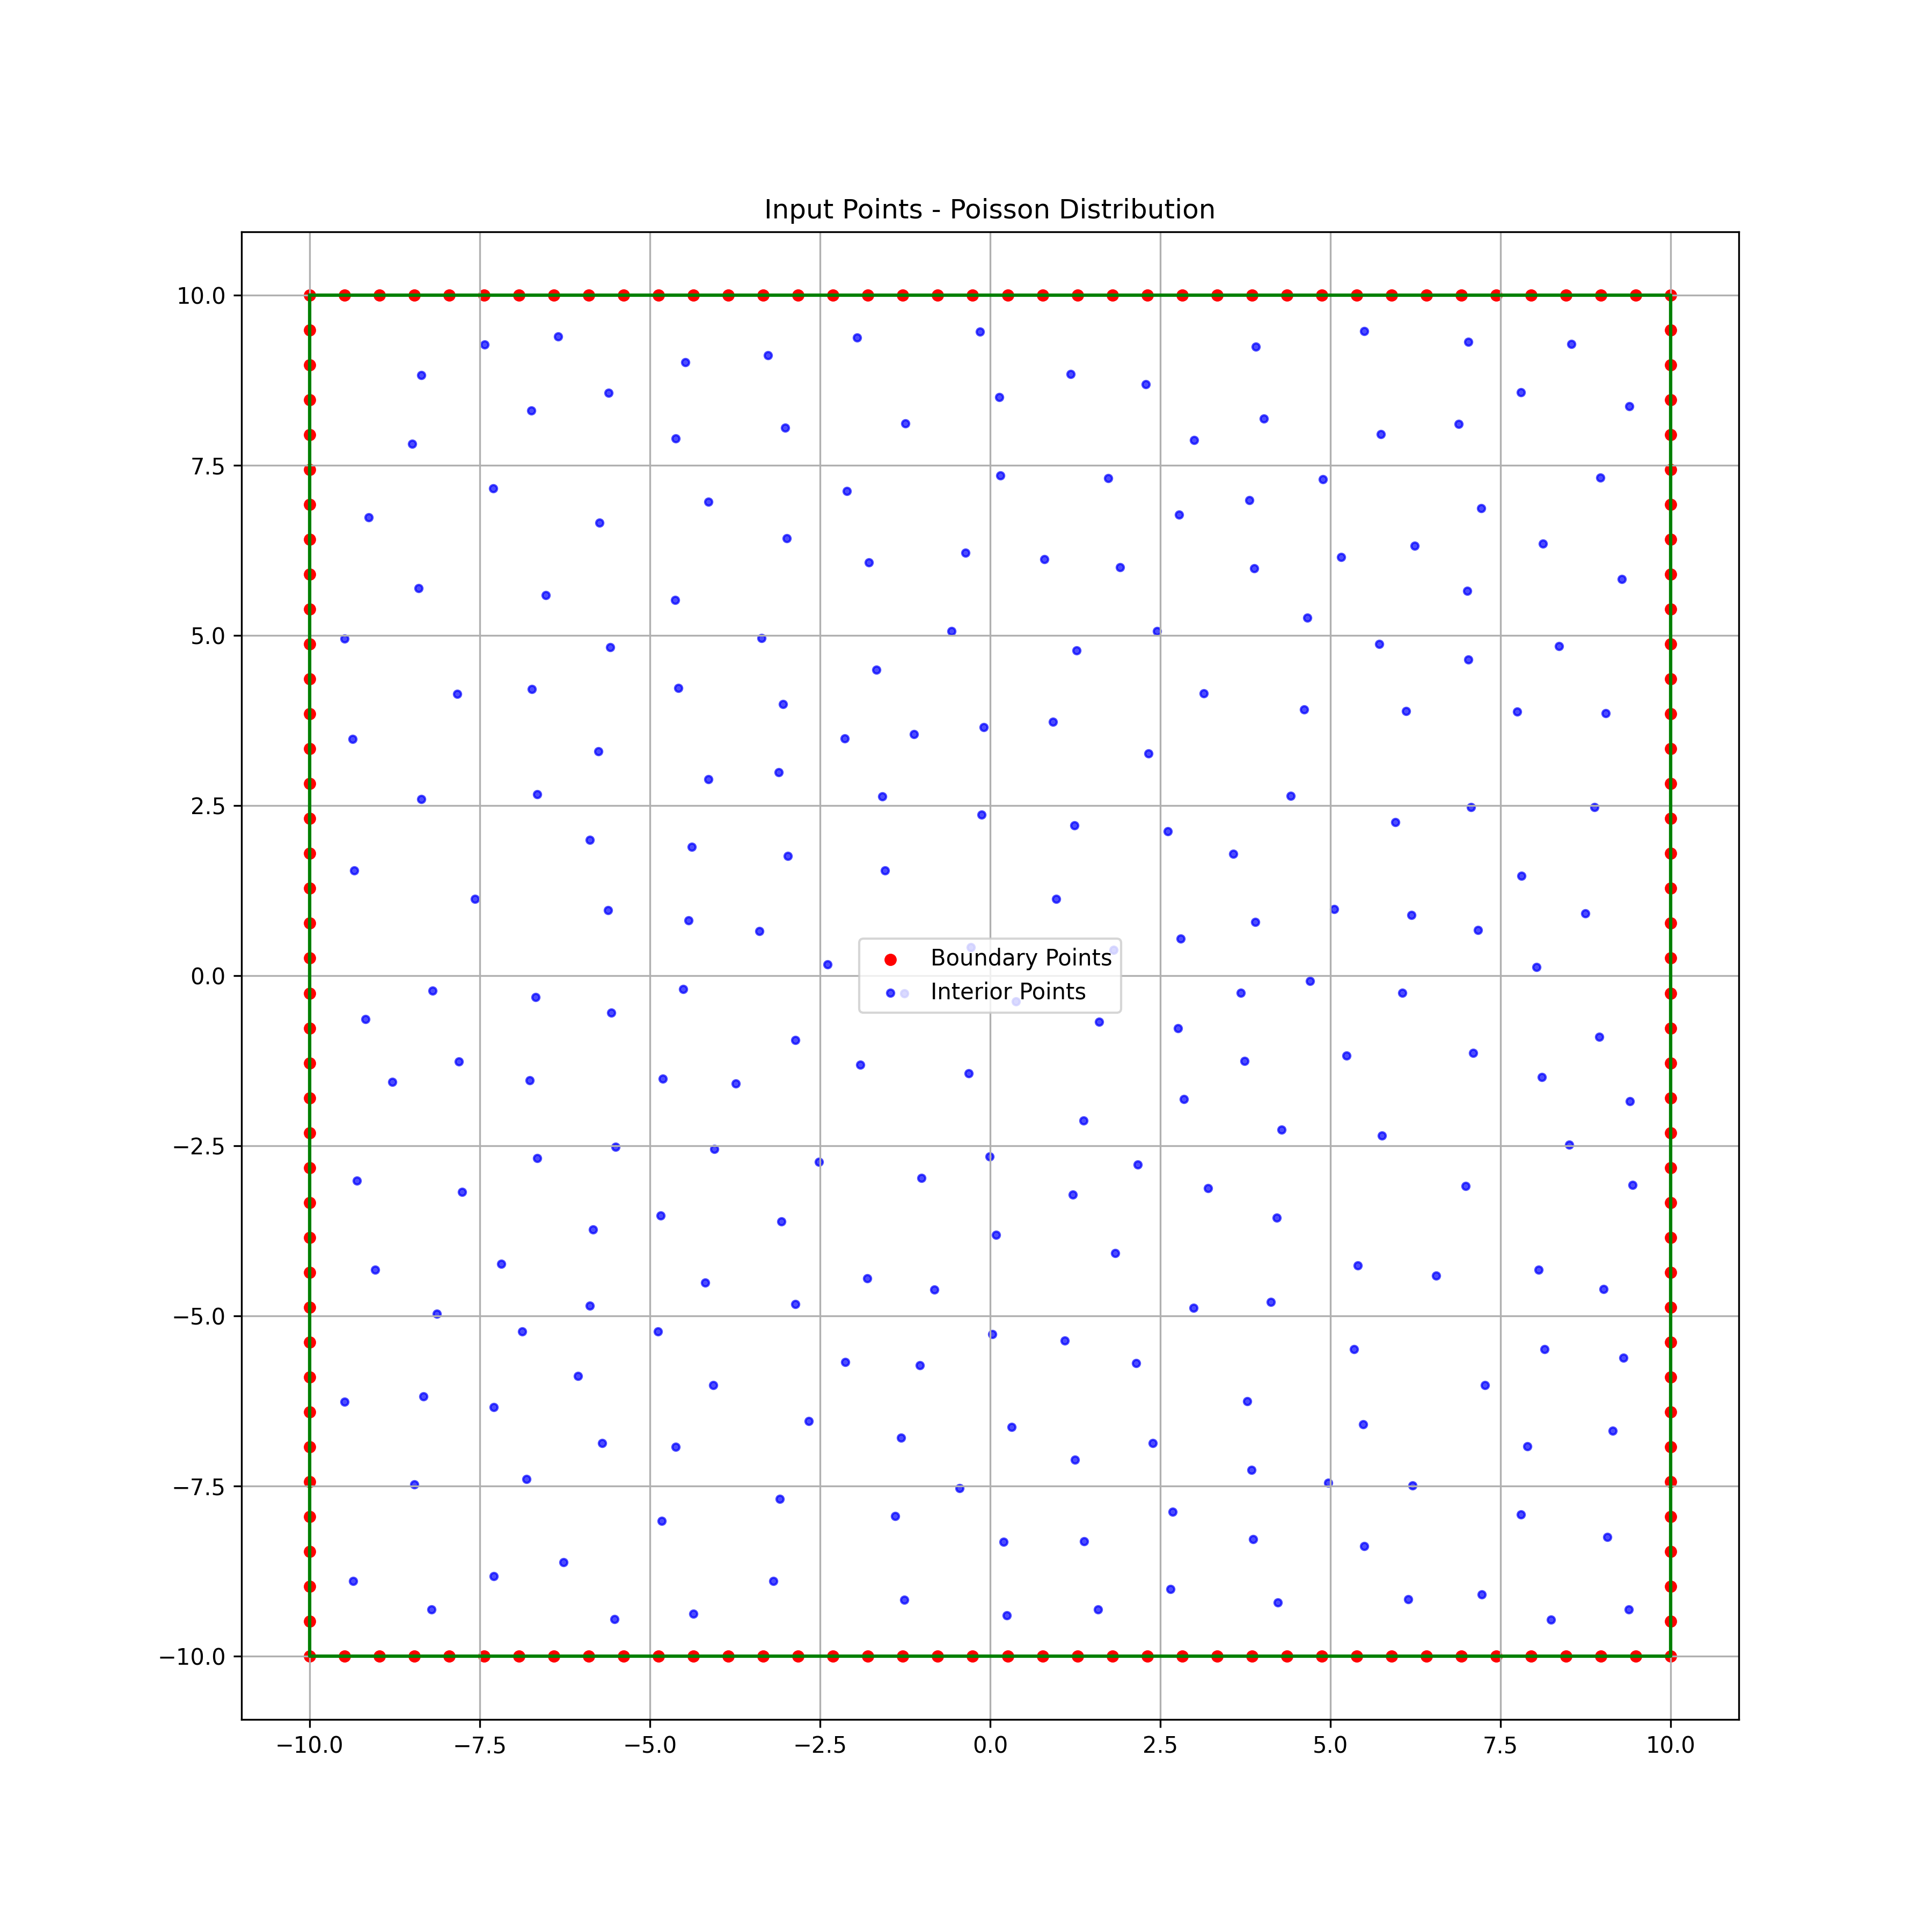 Input Points - Poisson Distribution
10.0
7.5
5.0
2.5
0.0
−2.5
−5.0
−7.5
−10.0
Boundary Points
Interior Points
−10.0 −7.5 −5.0 −2.5 0.0 2.5 5.0 7.5 10.0